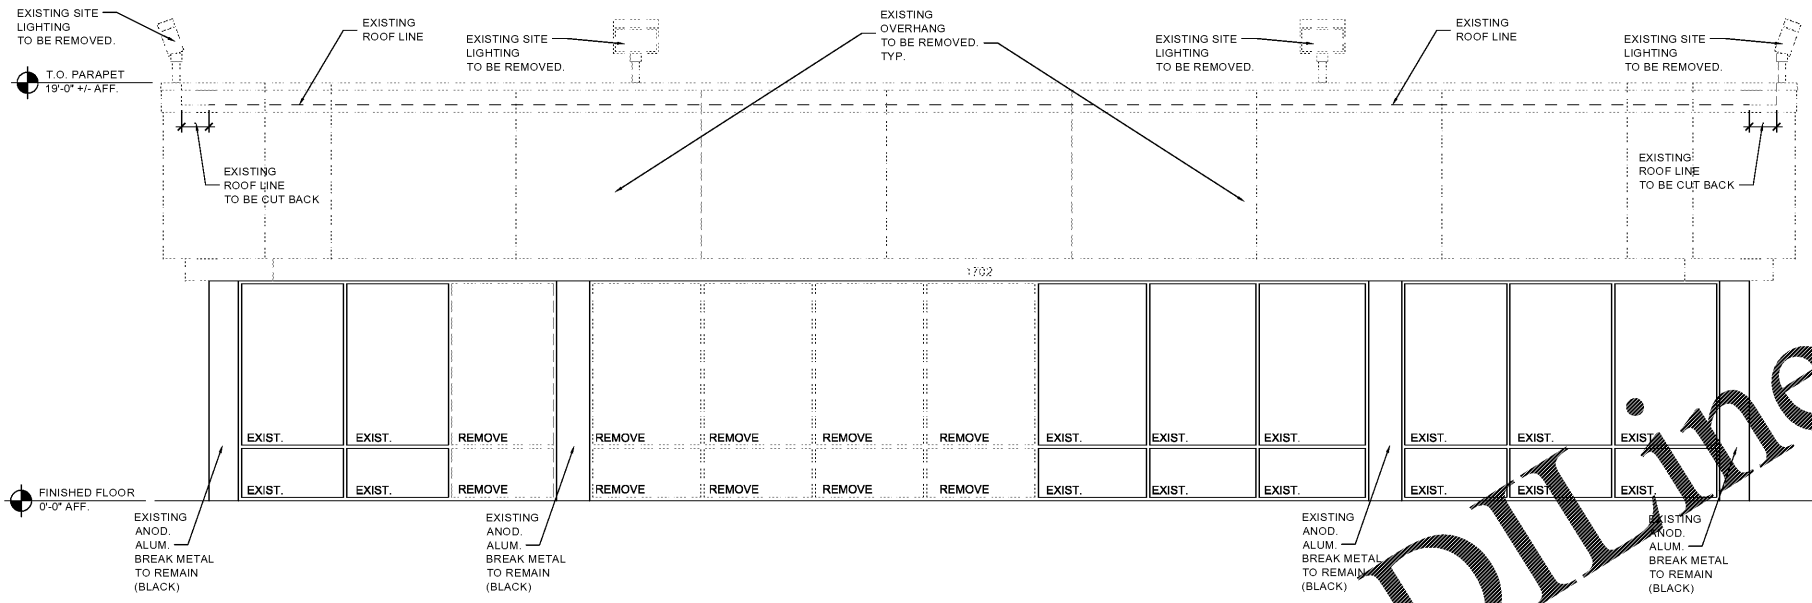 EXISTING SITE
LIGHTING
TO BE REMOVED.
EXISTING
ROOF LINE
EXISTING SITE
LIGHTING
TO BE REMOVED.
EXISTING
OVERHANG
TO BE REMOVED.
TYP.
EXISTING SITE
LIGHTING
TO BE REMOVED.
EXISTING
ROOF LINE
EXISTING SITE
LIGHTING
TO BE REMOVED.
T.O. PARAPET
19'-0" +/- AFF.
EXISTING
ROOF LINE
TO BE CUT BACK
EXISTING
ROOF LINE
TO BE CUT BACK
1702
EXIST. EXIST. REMOVE REMOVE REMOVE REMOVE REMOVE EXIST. EXIST. EXIST. EXIST. EXIST. EXIST.
EXIST. EXIST. REMOVE REMOVE REMOVE REMOVE REMOVE EXIST. EXIST. EXIST. EXIST. EXIST. EXIST.
FINISHED FLOOR
0'-0" AFF.
EXISTING
ANOD.
ALUM.
BREAK METAL
TO REMAIN
(BLACK)
EXISTING
ANOD.
ALUM.
BREAK METAL
TO REMAIN
(BLACK)
EXISTING
ANOD.
ALUM.
BREAK METAL
TO REMAIN
(BLACK)
EXISTING
ANOD.
ALUM.
BREAK METAL
TO REMAIN
(BLACK)
DILine